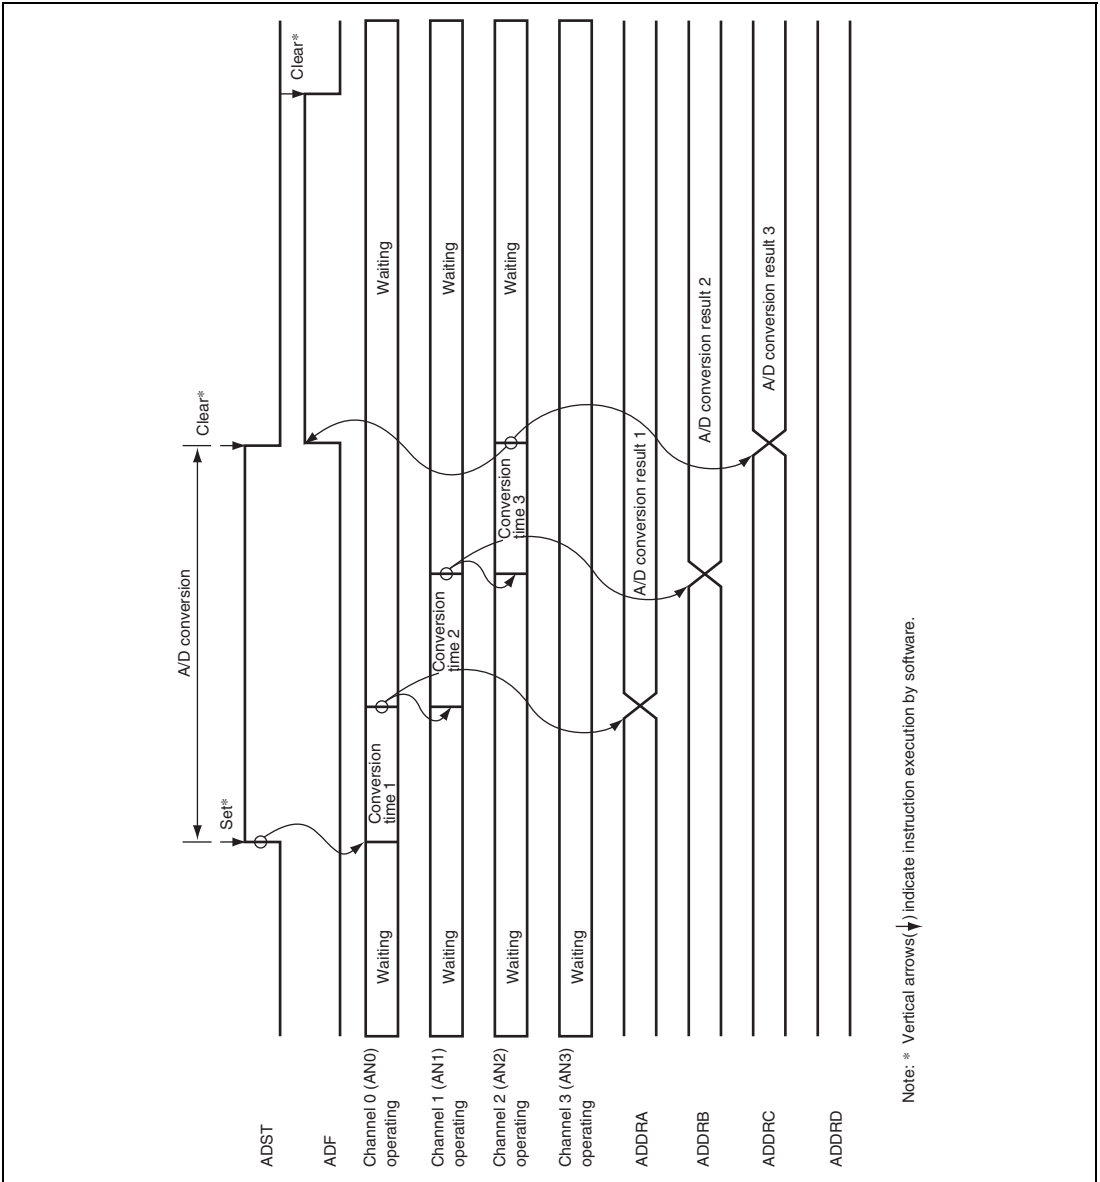 A/D conversion
Set*
Clear*
Clear*
ADST
ADF
Channel 0 (AN0)
operating
Waiting
Conversion
time 1
Waiting
Channel 1 (AN1)
operating
Waiting
Conversion
time 2
Waiting
Channel 2 (AN2)
operating
Waiting
Conversion
time 3
Waiting
Channel 3 (AN3)
operating
Waiting
ADDRA
A/D conversion result 1
ADDRB
A/D conversion result 2
ADDRC
A/D conversion result 3
ADDRD
Note: * Vertical arrows(↓) indicate instruction execution by software.